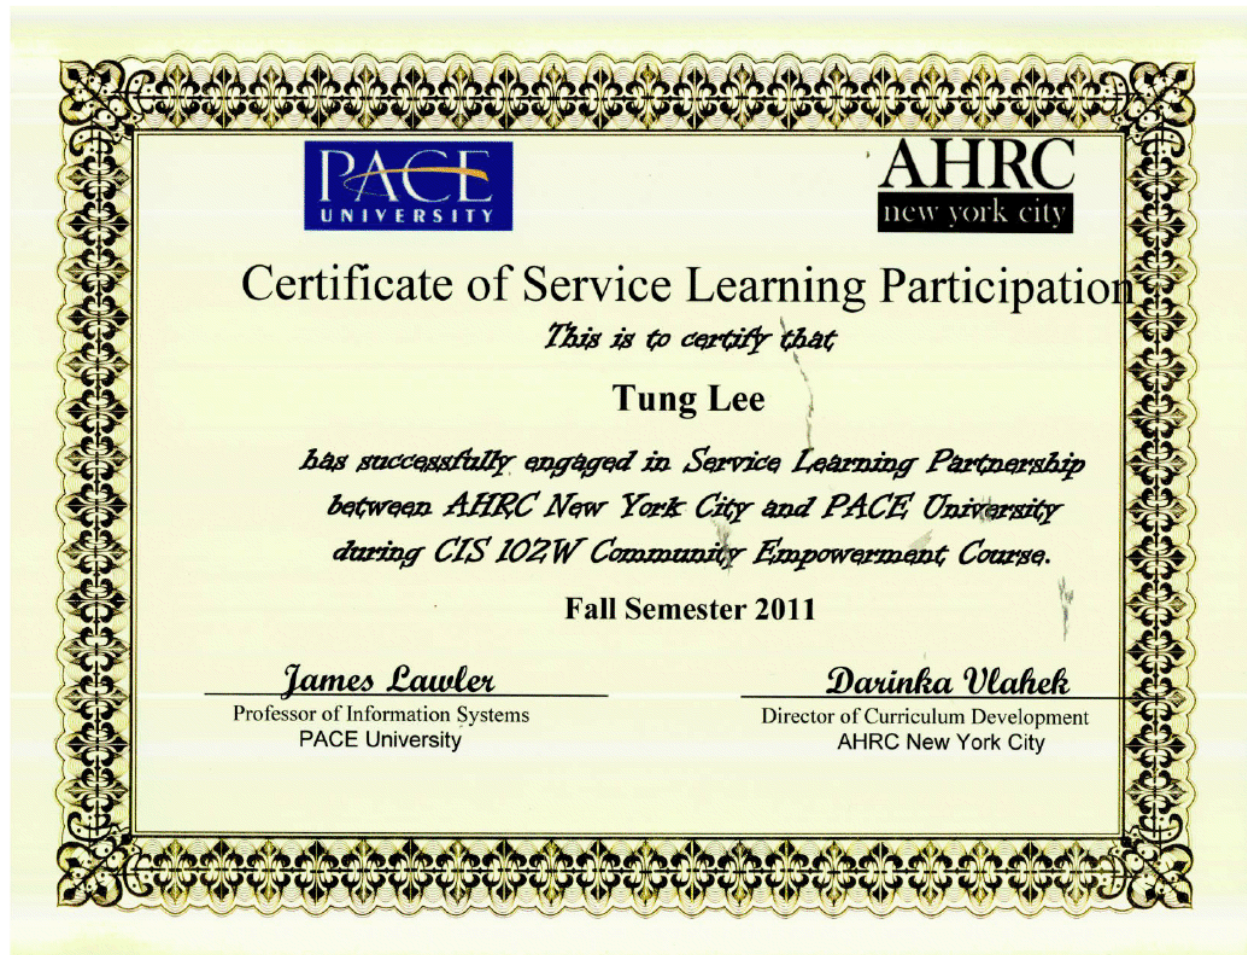 PACE
UNIVERSITY
AHRC
new york city
Certificate of Service Learning Participation
This is to certify that
Tung Lee
has successfully engaged in Service Learning Partnership
between AHRC New York City and PACE University
during CIS 102W Community Empowerment Course.
Fall Semester 2011
James Lawler
Professor of Information Systems
PACE University
Darinka Vlahek
Director of Curriculum Development
AHRC New York City